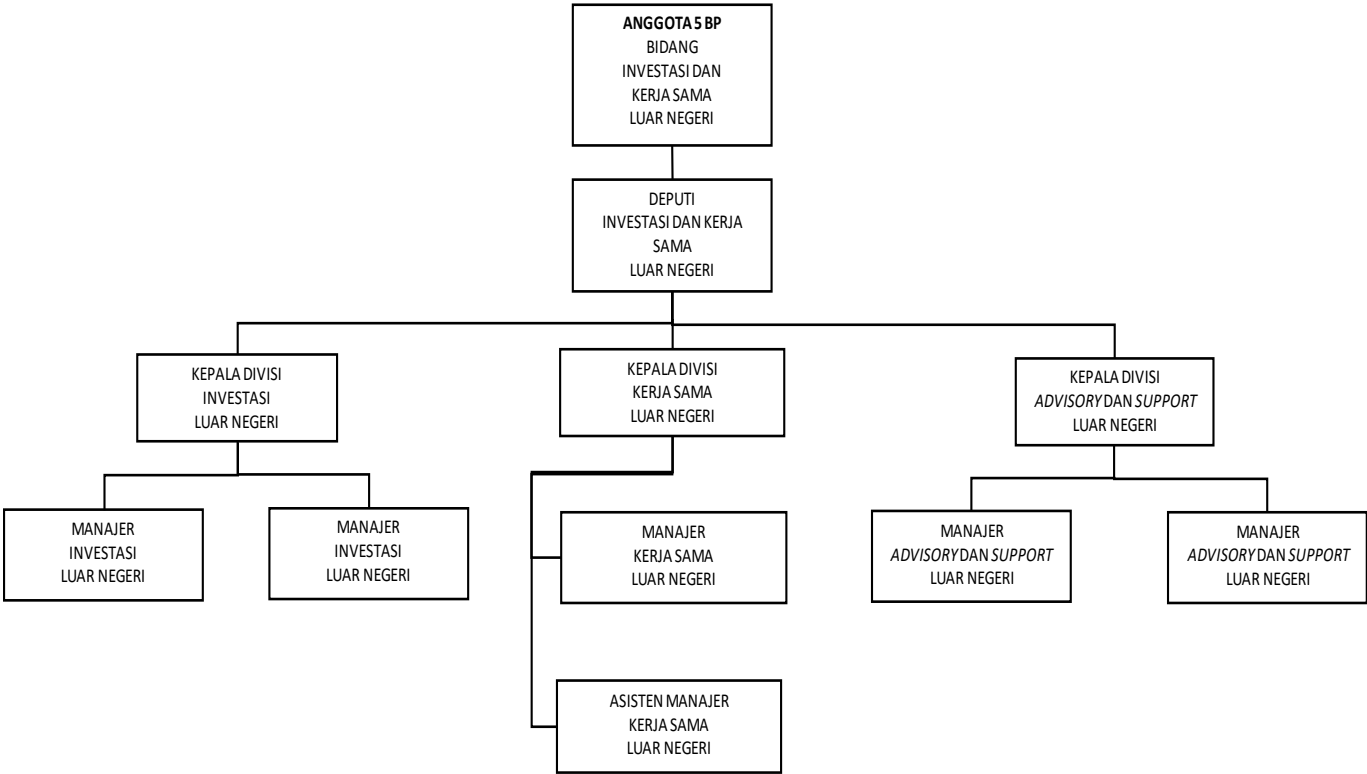 ANGGOTA 5 BP
BIDANG
INVESTASI DAN
KERJA SAMA
LUAR NEGERI
DEPUTI
INVESTASI DAN KERJA
SAMA
LUAR NEGERI
KEPALA DIVISI
INVESTASI
LUAR NEGERI
KEPALA DIVISI
KERJA SAMA
LUAR NEGERI
KEPALA DIVISI
ADVISORY DAN SUPPORT
LUAR NEGERI
MANAJER
INVESTASI
LUAR NEGERI
MANAJER
INVESTASI
LUAR NEGERI
MANAJER
KERJA SAMA
LUAR NEGERI
MANAJER
ADVISORY DAN SUPPORT
LUAR NEGERI
MANAJER
ADVISORY DAN SUPPORT
LUAR NEGERI
ASISTEN MANAJER
KERJA SAMA
LUAR NEGERI